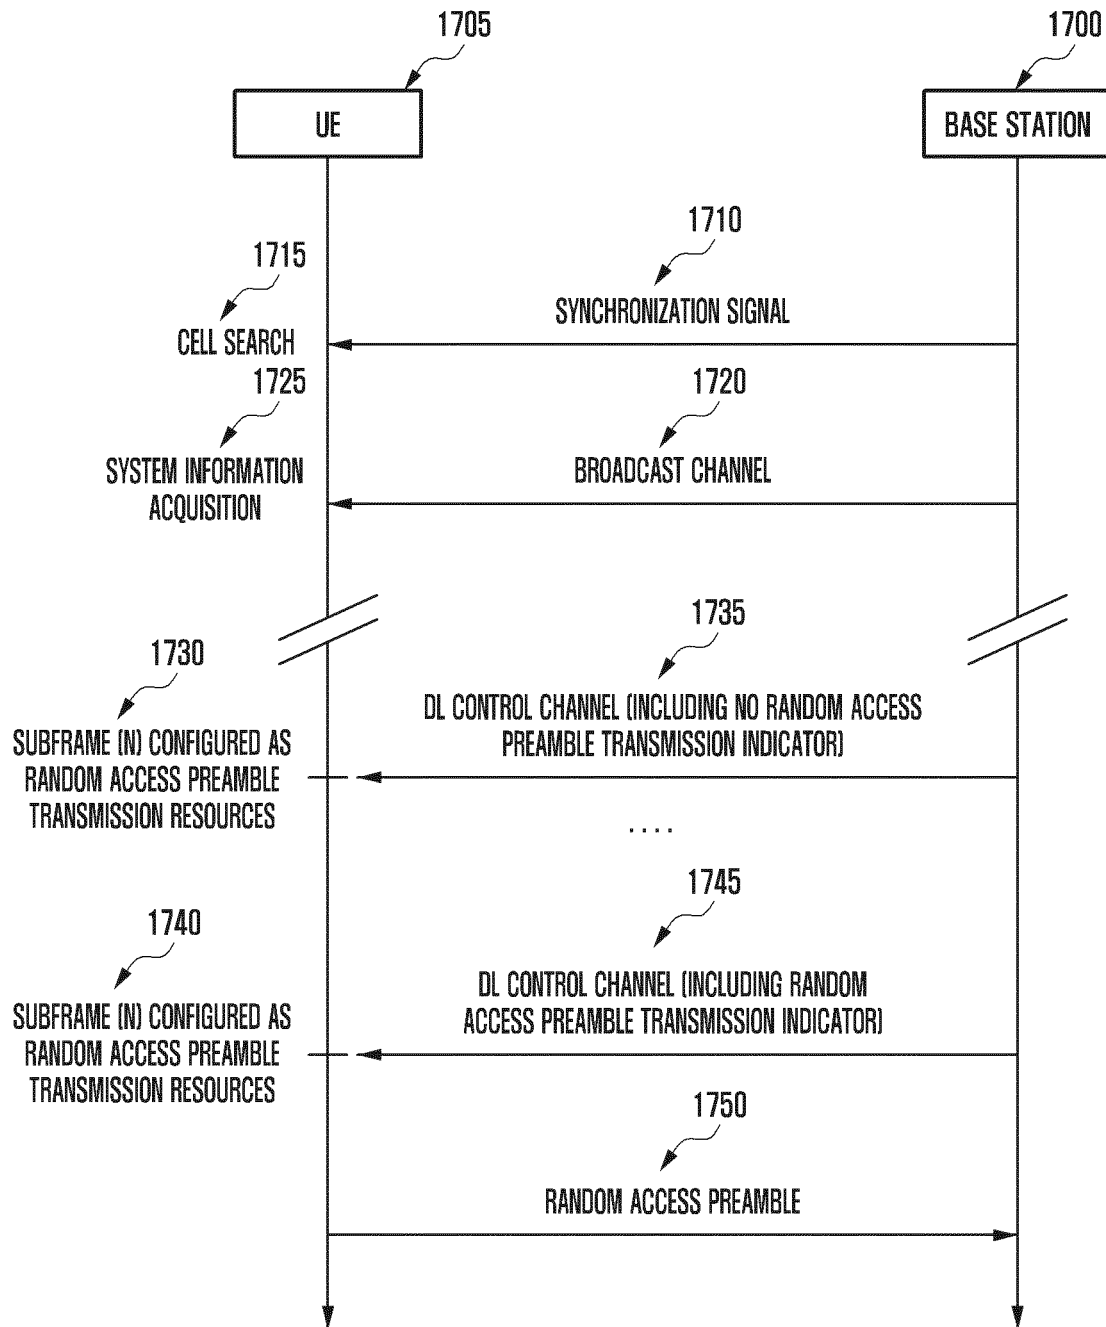 1705
1700
UE
BASE STATION
1710
1715
SYNCHRONIZATION SIGNAL
CELL SEARCH
1725
1720
SYSTEM INFORMATION
ACQUISITION
BROADCAST CHANNEL
1735
1730
DL CONTROL CHANNEL (INCLUDING NO RANDOM ACCESS
PREAMBLE TRANSMISSION INDICATOR)
SUBFRAME (N) CONFIGURED AS
RANDOM ACCESS PREAMBLE
TRANSMISSION RESOURCES
....
1745
1740
DL CONTROL CHANNEL (INCLUDING RANDOM
ACCESS PREAMBLE TRANSMISSION INDICATOR)
SUBFRAME (N) CONFIGURED AS
RANDOM ACCESS PREAMBLE
TRANSMISSION RESOURCES
1750
RANDOM ACCESS PREAMBLE